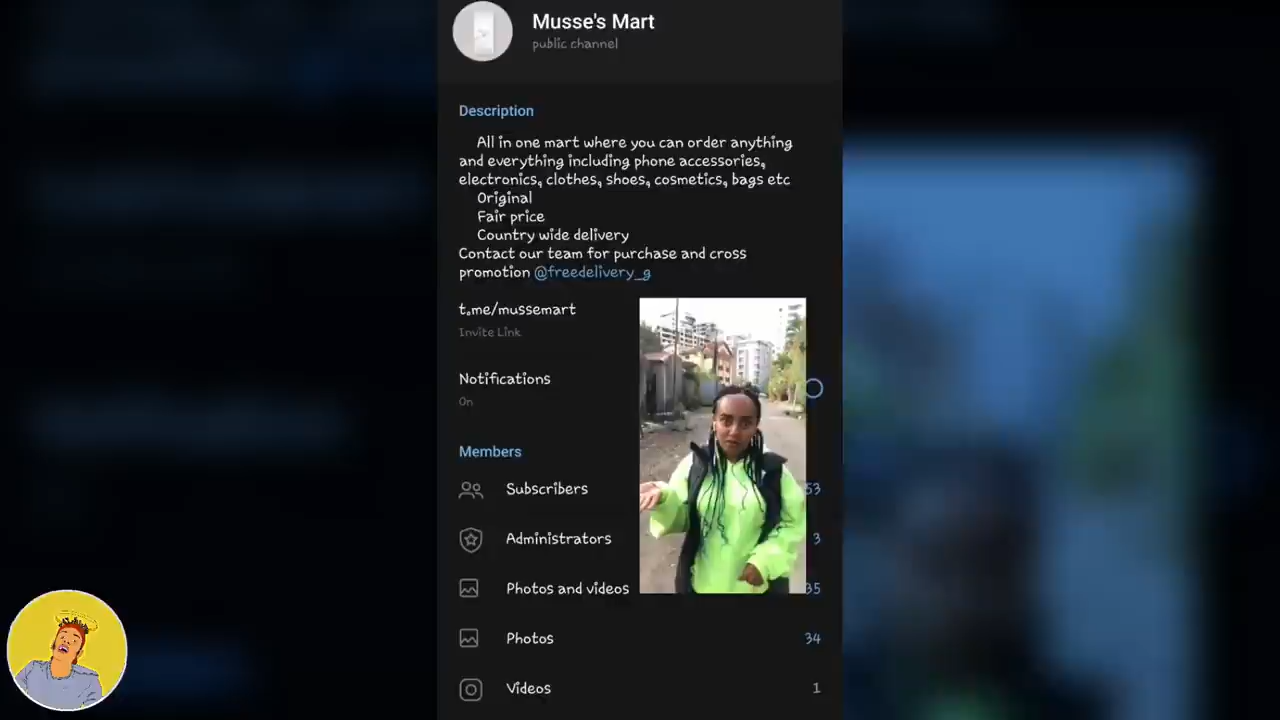 Musse's Mart
public channel
Description
All in one mart where you can order anything
and everything including phone accessories,
electronics, clothes, shoes, cosmetics, bags etc
Original
Fair price
Country wide delivery
Contact our team for purchase and cross
promotion @freedelivery_g
t.me/mussemart
Invite Link
Notifications
On
Members
Subscribers 53
Administrators 3
Photos and videos 35
Photos 34
Videos 1